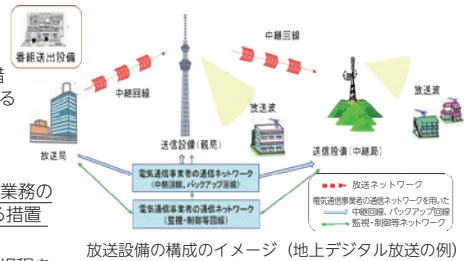 番組送出設備
備
る
中継回線
中継回線
放送波
放送波
放送局
送信設備(親局)
送信設備(中継局)
業務の
る措置
電気通信事業者の通信ネットワーク
(中継回線、バックアップ回線)
電気通信事業者の通信ネットワーク
(監視・制御等回線)
放送ネットワーク
電気通信事業者の通信ネットワークを用いた
中継回線、バックアップ回線
監視・制御等ネットワーク
放送設備の構成のイメージ(地上デジタル放送の例)